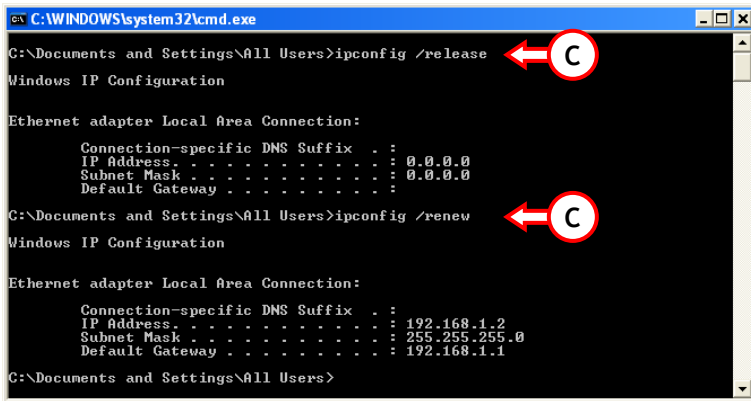 C:\WINDOWS\system32\cmd.exe
C:\Documents and Settings\All Users>ipconfig /release C
Windows IP Configuration
Ethernet adapter Local Area Connection:
Connection-specific DNS Suffix . :
IP Address. . . . . . . . . . . . : 0.0.0.0
Subnet Mask . . . . . . . . . . . : 0.0.0.0
Default Gateway . . . . . . . . . :
C:\Documents and Settings\All Users>ipconfig /renew C
Windows IP Configuration
Ethernet adapter Local Area Connection:
Connection-specific DNS Suffix . :
IP Address. . . . . . . . . . . . : 192.168.1.2
Subnet Mask . . . . . . . . . . . : 255.255.255.0
Default Gateway . . . . . . . . . : 192.168.1.1
C:\Documents and Settings\All Users>